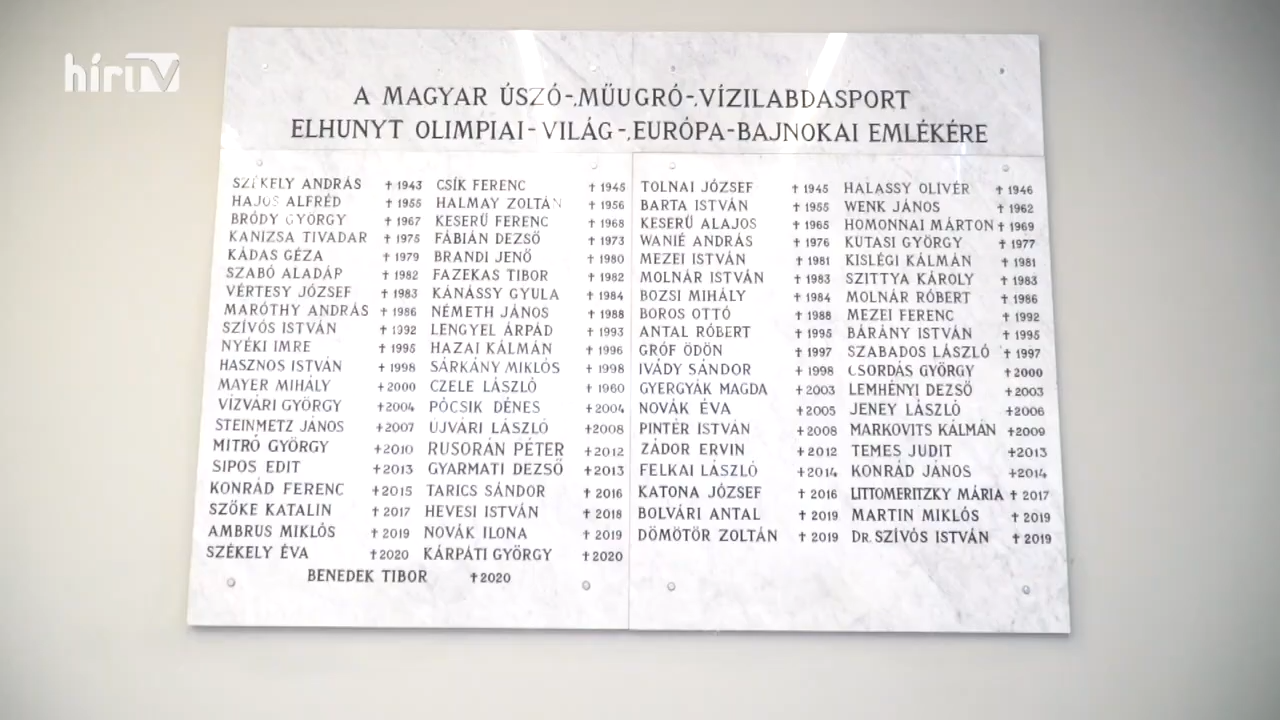 hírTV
A MAGYAR ÚSZÓ-,MŰUGRÓ-,VÍZILABDASPORT
ELHUNYT OLIMPIAI-VILÁG-,EURÓPA-BAJNOKAI EMLÉKÉRE
SZÉKELY ANDRÁS †1943 CSÍK FERENC †1945 TOLNAI JÓZSEF †1945 HALASSY OLIVÉR †1946
HAJÓS ALFRÉD †1955 HALMAY ZOLTÁN †1956 BARTA ISTVÁN †1955 WENK JÁNOS †1962
BRÓDY GYÖRGY †1967 KESERŰ FERENC †1968 KESERŰ ALAJOS †1965 HOMONNAI MÁRTON †1969
KANIZSA TIVADAR †1975 FÁBIÁN DEZSŐ †1973 WANIÉ ANDRÁS †1976 KUTASI GYÖRGY †1977
KÁDAS GÉZA †1979 BRANDI JENŐ †1980 MEZEI ISTVÁN †1981 KISLÉGI KÁLMÁN †1981
SZABÓ ALADÁP †1982 FAZEKAS TIBOR †1982 MOLNÁR ISTVÁN †1983 SZITTYA KÁROLY †1983
VÉRTESY JÓZSEF †1983 KÁNÁSSY GYULA †1984 BOZSI MIHÁLY †1984 MOLNÁR RÓBERT †1986
MARÓTHY ANDRÁS †1986 NÉMETH JÁNOS †1988 BOROS OTTÓ †1988 MEZEI FERENC †1992
SZÍVÓS ISTVÁN †1992 LENGYEL ÁRPÁD †1993 ANTAL RÓBERT †1995 BÁRÁNY ISTVÁN †1995
NYÉKI IMRE †1995 HAZAI KÁLMÁN †1996 GRÓF ÖDÖN †1997 SZABADOS LÁSZLÓ †1997
HASZNOS ISTVÁN †1998 SÁRKÁNY MIKLÓS †1998 IVÁDY SÁNDOR †1998 CSORDÁS GYÖRGY †2000
MAYER MIHÁLY †2000 CZELE LÁSZLÓ †1960 GYERGYÁK MAGDA †2003 LEMHÉNYI DEZSŐ †2003
VÍZVÁRI GYÖRGY †2004 PÓCSIK DÉNES †2004 NOVÁK ÉVA †2005 JENEY LÁSZLÓ †2006
STEINMETZ JÁNOS †2007 ÚJVÁRI LÁSZLÓ †2008 PINTÉR ISTVÁN †2008 MARKOVITS KÁLMÁN †2009
MITRÓ GYÖRGY †2010 RUSORÁN PÉTER †2012 ZÁDOR ERVIN †2012 TEMES JUDIT †2013
SIPOS EDIT †2013 GYARMATI DEZSŐ †2013 FELKAI LÁSZLÓ †2014 KONRÁD JÁNOS †2014
KONRÁD FERENC †2015 TARICS SÁNDOR †2016 KATONA JÓZSEF †2016 LITTOMERITZKY MÁRIA †2017
SZŐKE KATALIN †2017 HEVESI ISTVÁN †2018 BOLVÁRI ANTAL †2019 MARTIN MIKLÓS †2019
AMBRUS MIKLÓS †2019 NOVÁK ILONA †2019 DÖMÖTÖR ZOLTÁN †2019 DR. SZÍVÓS ISTVÁN †2019
SZÉKELY ÉVA †2020 KÁRPÁTI GYÖRGY †2020
BENEDEK TIBOR †2020